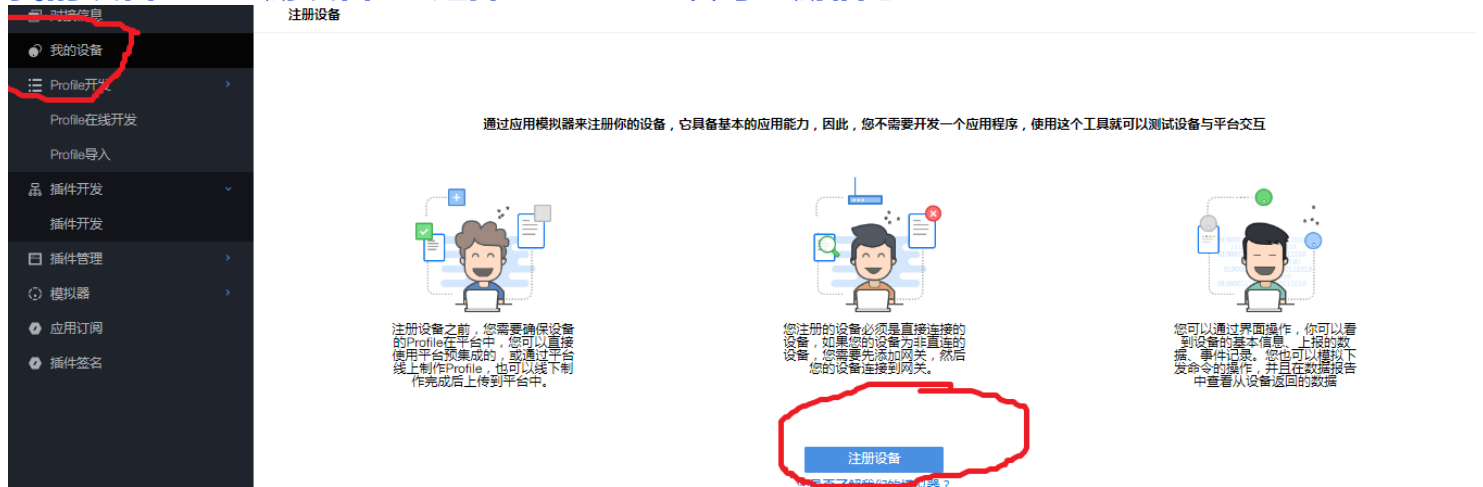 对接信息
注册设备
我的设备
Profile开发
Profile在线开发
Profile导入
插件开发
插件开发
插件管理
模拟器
应用订阅
插件签名
通过应用模拟器来注册你的设备，它具备基本的应用能力，因此，您不需要开发一个应用程序，使用这个工具就可以测试设备与平台交互
注册设备之前，您需要确保设备
的Profile在平台中，您可以直接
使用平台预集成的，或通过平台
线上制作Profile，也可以线下制
作完成后上传到平台中。
您注册的设备必须是直接连接的
设备，如果您的设备为非直连的
设备，您需要先添加网关，然后
您的设备连接到网关。
您可以通过界面操作，你可以看
到设备的基本信息、上报的数
据、事件记录。您也可以模拟下
发命令的操作，并且在数据报告
中查看从设备返回的数据
注册设备
是否了解我们的模拟器？